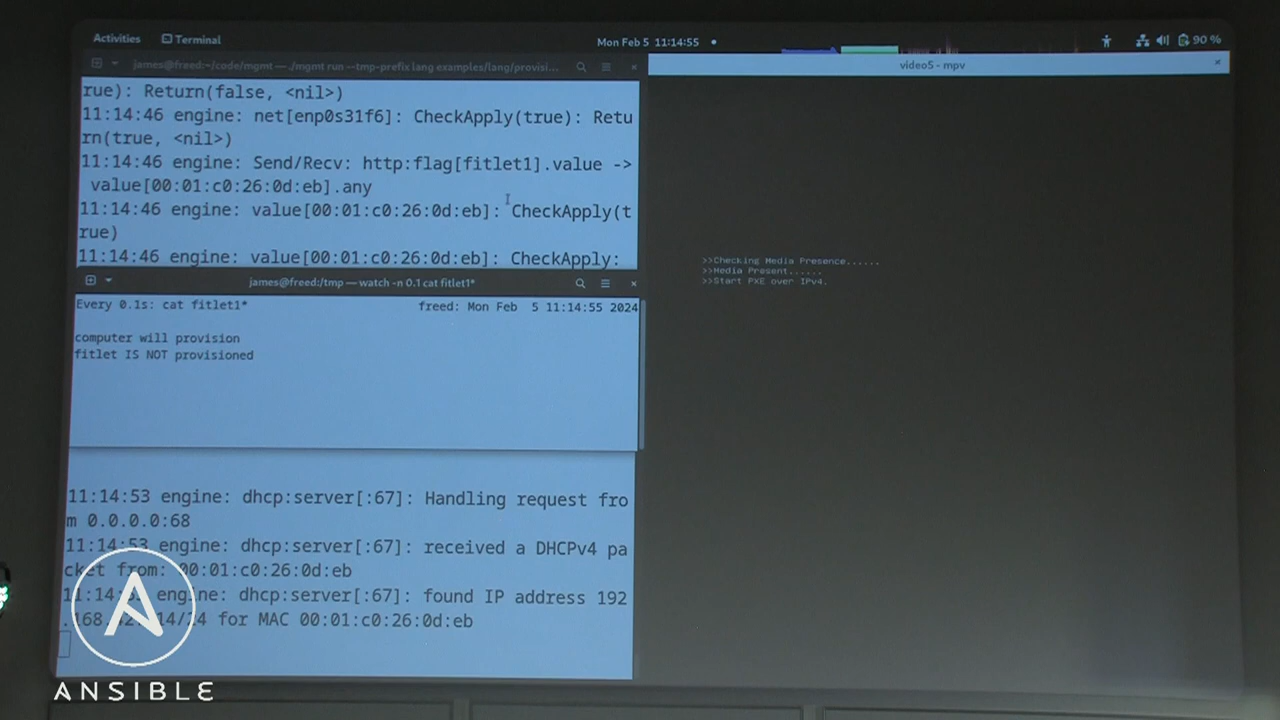 Activities Terminal Mon Feb 5 11:14:55 90 %
james@freed:~/code/mgmt — ./mgmt run --tmp-prefix lang examples/lang/provisi...
rue): Return(false, <nil>)
11:14:46 engine: net[enp0s31f6]: CheckApply(true): Retu
rn(true, <nil>)
11:14:46 engine: Send/Recv: http:flag[fitlet1].value ->
value[00:01:c0:26:0d:eb].any
11:14:46 engine: value[00:01:c0:26:0d:eb]: CheckApply(t
rue)
11:14:46 engine: value[00:01:c0:26:0d:eb]: CheckApply:
james@freed:/tmp — watch -n 0.1 cat fitlet1*
Every 0.1s: cat fitlet1* freed: Mon Feb 5 11:14:55 2024
computer will provision
fitlet IS NOT provisioned
11:14:53 engine: dhcp:server[:67]: Handling request fro
m 0.0.0.0:68
11:14:53 engine: dhcp:server[:67]: received a DHCPv4 pa
cket from: 00:01:c0:26:0d:eb
engine: dhcp:server[:67]: found IP address 192
for MAC 00:01:c0:26:0d:eb
video5 - mpv
>>Checking Media Presence......
>>Media Present......
>>Start PXE over IPv4.
ANSIBLE